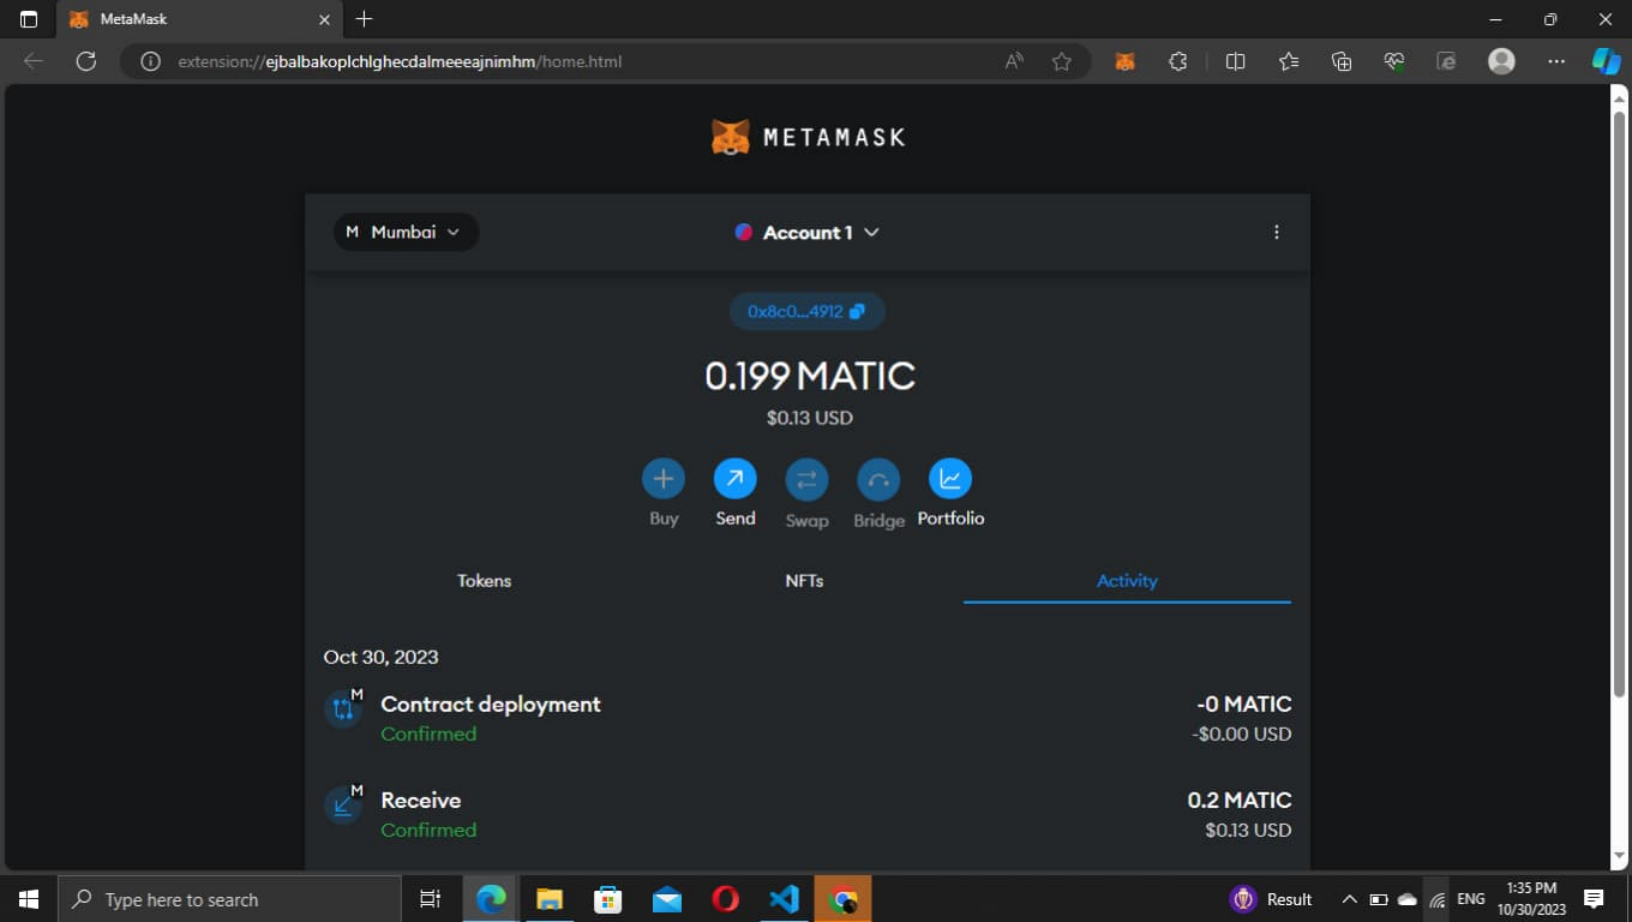 MetaMask
extension://ejbalbakoplchlghecdalmeeeajnimhm/home.html
METAMASK
M Mumbai
Account 1
0x8c0...4912
0.199 MATIC
$0.13 USD
Buy Send Swap Bridge Portfolio
Tokens NFTs Activity
Oct 30, 2023
M
Contract deployment -0 MATIC
Confirmed -$0.00 USD
M
Receive 0.2 MATIC
Confirmed $0.13 USD
Type here to search
Result
ENG
1:35 PM
10/30/2023